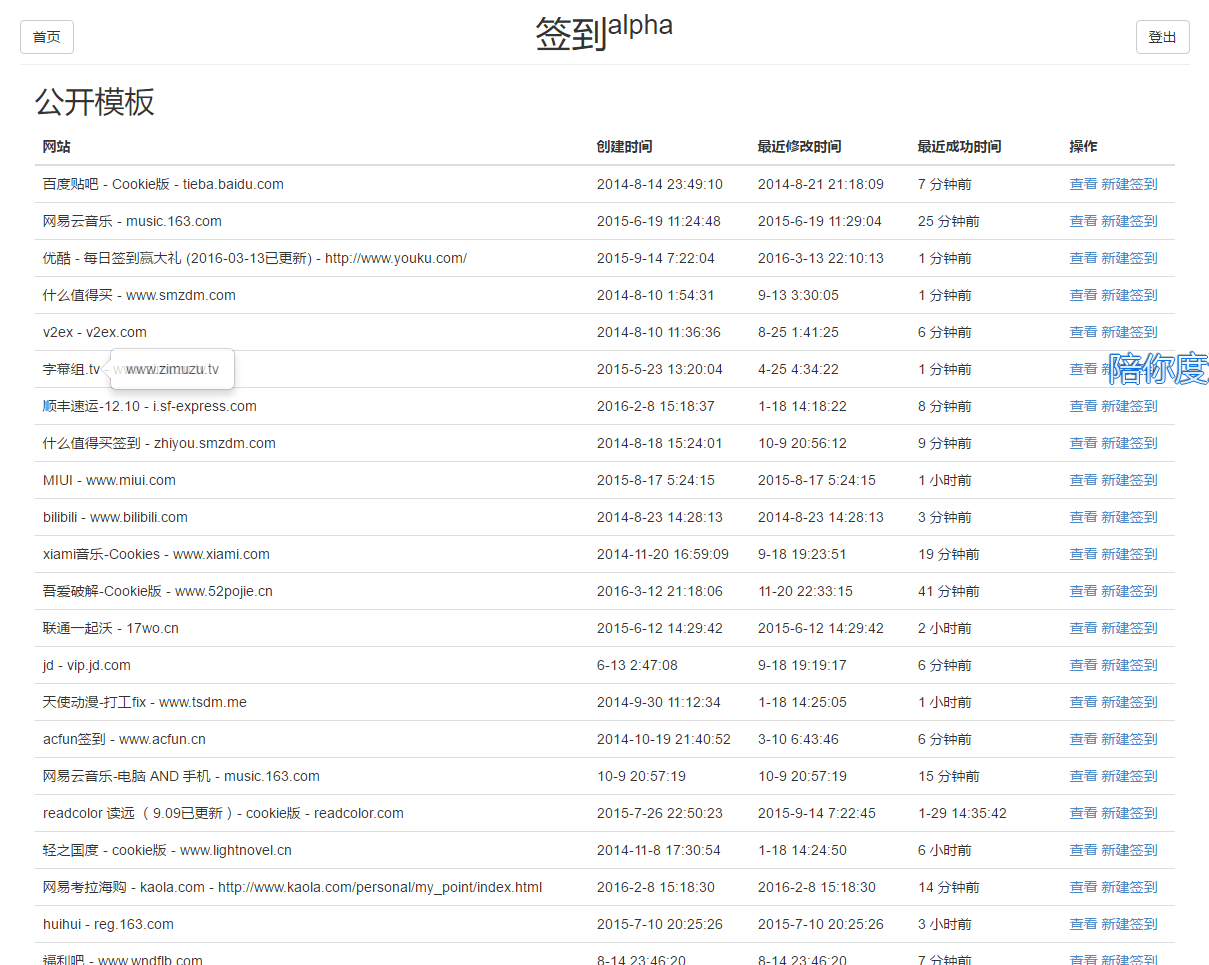 首页 签到alpha 登出
公开模板
网站 创建时间 最近修改时间 最近成功时间 操作
百度贴吧 - Cookie版 - tieba.baidu.com 2014-8-14 23:49:10 2014-8-21 21:18:09 7 分钟前 查看 新建签到
网易云音乐 - music.163.com 2015-6-19 11:24:48 2015-6-19 11:29:04 25 分钟前 查看 新建签到
优酷 - 每日签到赢大礼 (2016-03-13已更新) - http://www.youku.com/ 2015-9-14 7:22:04 2016-3-13 22:10:13 1 分钟前 查看 新建签到
什么值得买 - www.smzdm.com 2014-8-10 1:54:31 9-13 3:30:05 1 分钟前 查看 新建签到
v2ex - v2ex.com 2014-8-10 11:36:36 8-25 1:41:25 6 分钟前 查看 新建签到
字幕组.tv - www.zimuzu.tv 2015-5-23 13:20:04 4-25 4:34:22 1 分钟前 查看 陪你度
顺丰速运-12.10 - i.sf-express.com 2016-2-8 15:18:37 1-18 14:18:22 8 分钟前 查看 新建签到
什么值得买签到 - zhiyou.smzdm.com 2014-8-18 15:24:01 10-9 20:56:12 9 分钟前 查看 新建签到
MIUI - www.miui.com 2015-8-17 5:24:15 2015-8-17 5:24:15 1 小时前 查看 新建签到
bilibili - www.bilibili.com 2014-8-23 14:28:13 2014-8-23 14:28:13 3 分钟前 查看 新建签到
xiami音乐-Cookies - www.xiami.com 2014-11-20 16:59:09 9-18 19:23:51 19 分钟前 查看 新建签到
吾爱破解-Cookie版 - www.52pojie.cn 2016-3-12 21:18:06 11-20 22:33:15 41 分钟前 查看 新建签到
联通一起沃 - 17wo.cn 2015-6-12 14:29:42 2015-6-12 14:29:42 2 小时前 查看 新建签到
jd - vip.jd.com 6-13 2:47:08 9-18 19:19:17 6 分钟前 查看 新建签到
天使动漫-打工fix - www.tsdm.me 2014-9-30 11:12:34 1-18 14:25:05 1 小时前 查看 新建签到
acfun签到 - www.acfun.cn 2014-10-19 21:40:52 3-10 6:43:46 6 分钟前 查看 新建签到
网易云音乐-电脑 AND 手机 - music.163.com 10-9 20:57:19 10-9 20:57:19 15 分钟前 查看 新建签到
readcolor 读远 （ 9.09已更新 ）- cookie版 - readcolor.com 2015-7-26 22:50:23 2015-9-14 7:22:45 1-29 14:35:42 查看 新建签到
轻之国度 - cookie版 - www.lightnovel.cn 2014-11-8 17:30:54 1-18 14:24:50 6 小时前 查看 新建签到
网易考拉海购 - kaola.com - http://www.kaola.com/personal/my_point/index.html 2016-2-8 15:18:30 2016-2-8 15:18:30 14 分钟前 查看 新建签到
huihui - reg.163.com 2015-7-10 20:25:26 2015-7-10 20:25:26 3 小时前 查看 新建签到
福利吧 - www.wndflb.com 8-14 23:46:20 8-14 23:46:20 7 分钟前 查看 新建签到